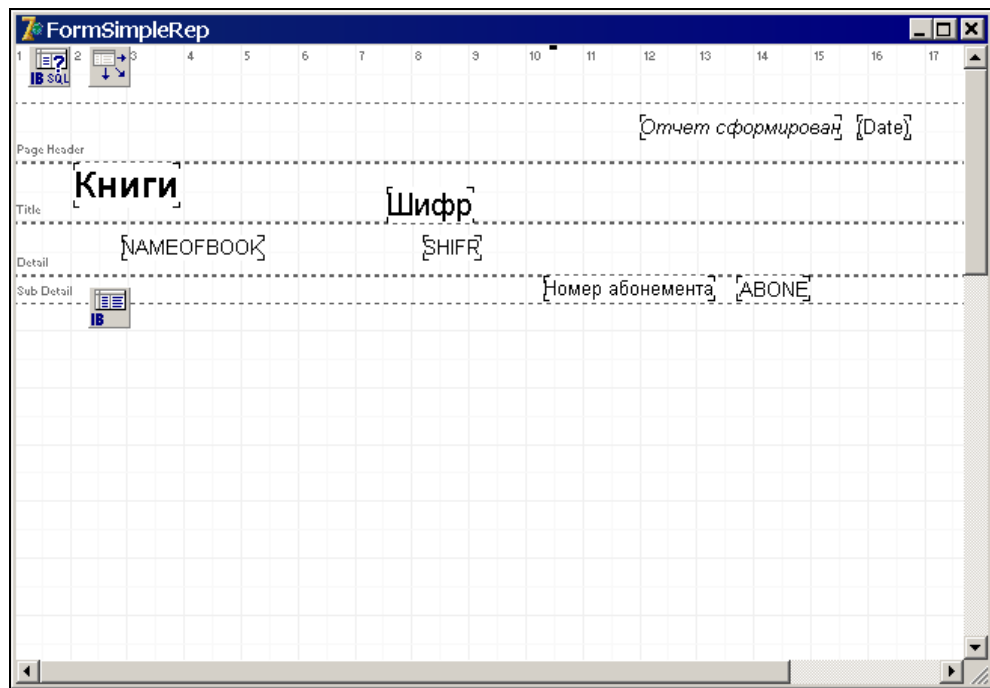 FormSimpleRep
1 2 3 4 5 6 7 8 9 10 11 12 13 14 15 16 17
IB SQL
Отчет сформирован (Date)
Page Header
Книги
Шифр
Title
NAMEOFBOOK SHIFR
Detail
Sub Detail Номер абонемента ABONE
IB